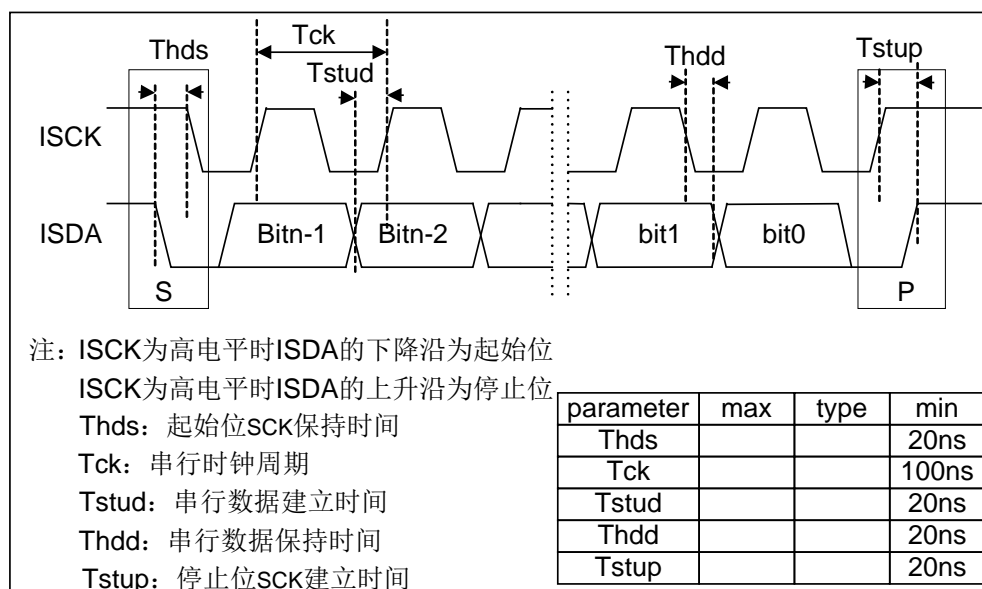 Tck
Thds
Thdd
Tstup
Tstud
ISCK
ISDA
Bitn-1
Bitn-2
bit1
bit0
S
P
注：ISCK为高电平时ISDA的下降沿为起始位
ISCK为高电平时ISDA的上升沿为停止位
Thds：起始位SCK保持时间
Tck：串行时钟周期
Tstud：串行数据建立时间
Thdd：串行数据保持时间
Tstup：停止位SCK建立时间
parameter max type min
Thds 20ns
Tck 100ns
Tstud 20ns
Thdd 20ns
Tstup 20ns